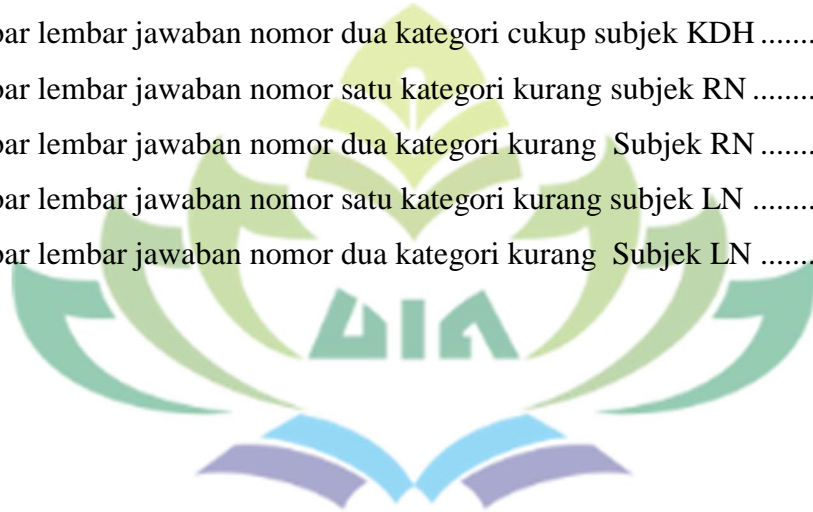 bar lembar jawaban nomor dua kategori cukup subjek KDH .......
bar lembar jawaban nomor satu kategori kurang subjek RN .......
bar lembar jawaban nomor dua kategori kurang  Subjek RN .......
bar lembar jawaban nomor satu kategori kurang subjek LN .......
bar lembar jawaban nomor dua kategori kurang  Subjek LN .......
UIN